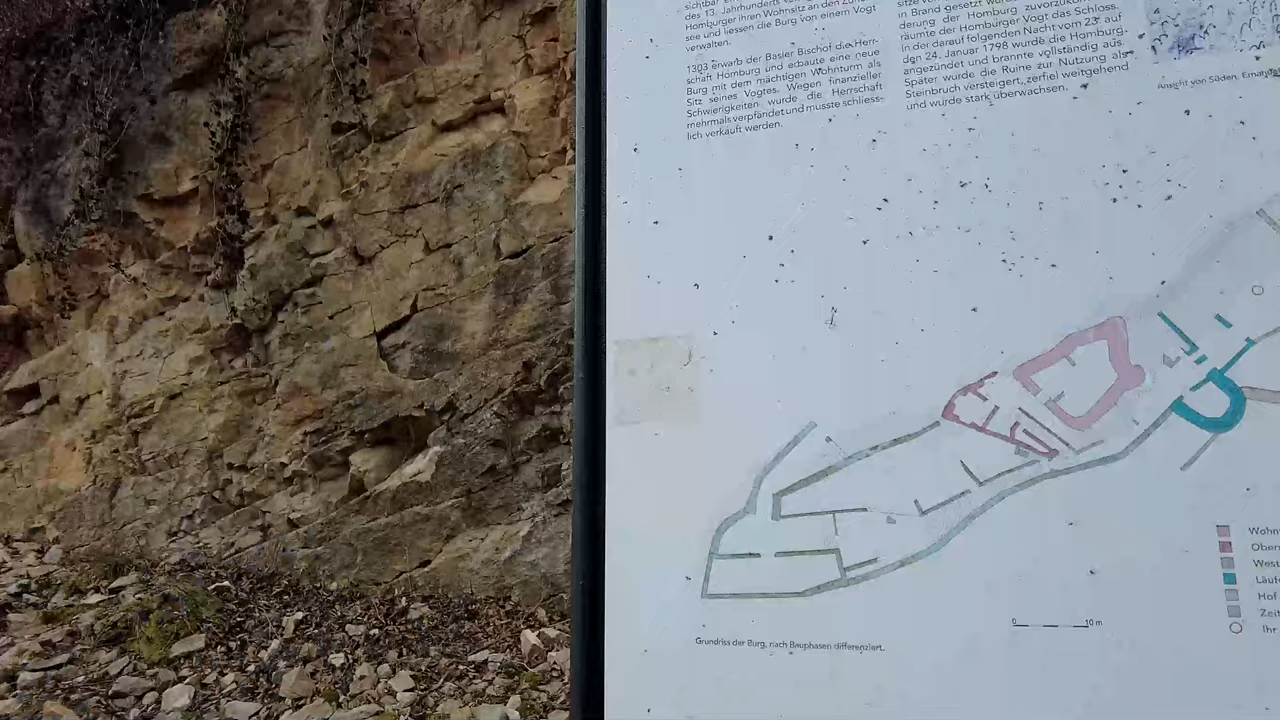 sichtbar
des 13. Jahrhunderts
Homburger ihren Wohnsitz an den Zürich-
see und liessen die Burg von einem Vogt
verwalten.
1303 erwarb der Basler Bischof die Herr-
schaft Homburg und erbaute eine neue
Burg mit dem mächtigen Wohnturm als
Sitz seines Vogtes. Wegen finanzieller
Schwierigkeiten wurde die Herrschaft
mehrmals verpfändet und musste schliess-
lich verkauft werden.
in Brand gesetzt
derung der Homburg zuvorzukom
räumte der Homburger Vogt das Schloss.
In der darauf folgenden Nacht vom 23. auf
den 24. Januar 1798 wurde die Homburg
angezündet und brannte vollständig aus.
Später wurde die Ruine zur Nutzung als
Steinbruch versteigert, zerfiel weitgehend
und wurde stark überwachsen.
Ansicht von Süden.
0 10 m
Grundriss der Burg, nach Bauphasen differenziert.
Wohn
Ober
West
Läuf
Hof
Zeit
Ihr